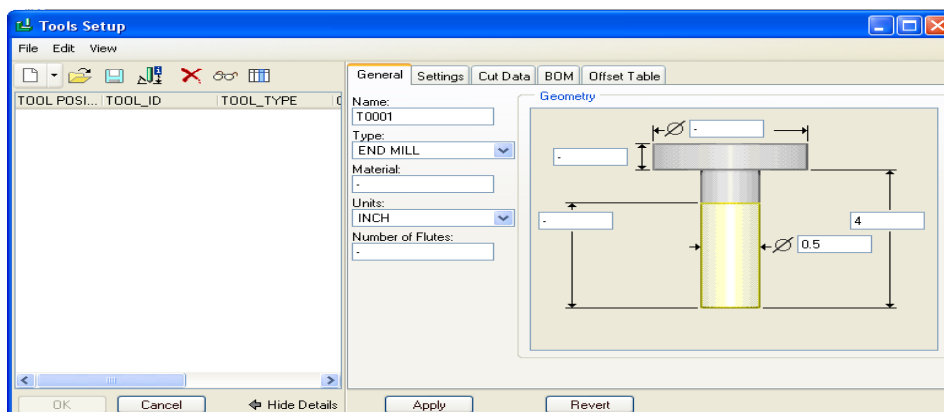 Tools Setup
File Edit View
TOOL POSI... TOOL_ID TOOL_TYPE
General Settings Cut Data BOM Offset Table
Name:
T0001
Type:
END MILL
Material:
-
Units:
INCH
Number of Flutes:
-
Geometry
Ø -
-
-
4
Ø 0.5
OK Cancel Hide Details Apply Revert